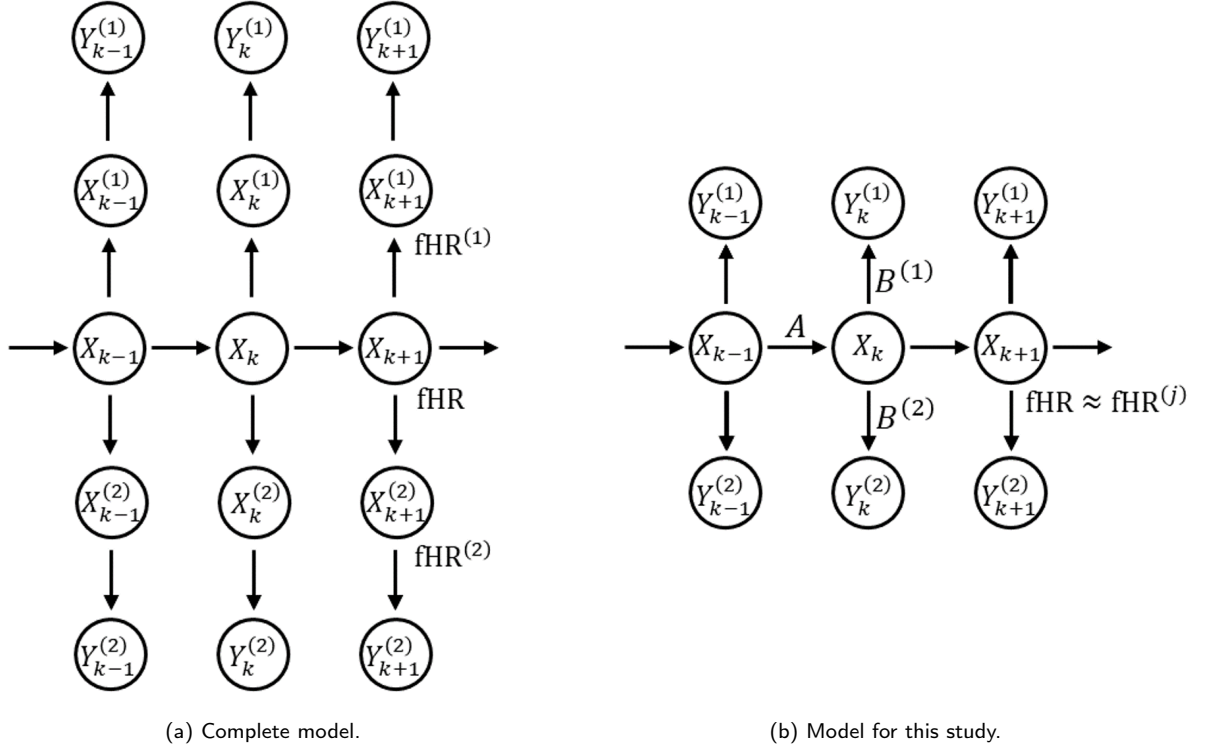 Y_{k-1}^{(1)} Y_k^{(1)} Y_{k+1}^{(1)}
X_{k-1}^{(1)} X_k^{(1)} X_{k+1}^{(1)}
fHR^{(1)}
X_{k-1} X_k X_{k+1}
fHR
X_{k-1}^{(2)} X_k^{(2)} X_{k+1}^{(2)}
fHR^{(2)}
Y_{k-1}^{(2)} Y_k^{(2)} Y_{k+1}^{(2)}
(a) Complete model.
Y_{k-1}^{(1)} Y_k^{(1)} Y_{k+1}^{(1)}
B^{(1)}
A
X_{k-1} X_k X_{k+1}
fHR ≈ fHR^{(j)}
B^{(2)}
Y_{k-1}^{(2)} Y_k^{(2)} Y_{k+1}^{(2)}
(b) Model for this study.